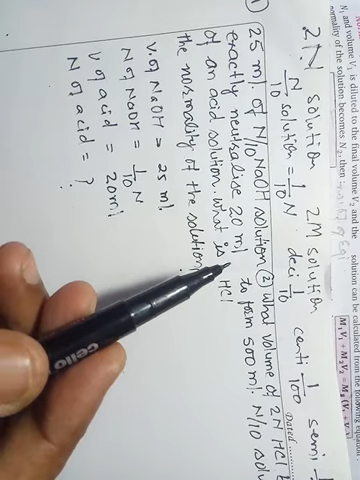 N₁ and volume V₁ is diluted to the final volume V₂ and the solution can be calculated from the following equation
normality of the solution becomes N₂, then
M₁V₁ + M₂V₂ = M₃ (V₁ + V₂)
2N solution 2M solution
N/10 solution = 1/10 N deci 1/10 centi 1/100 semi
Dated
① 25 ml of N/10 NaOH solution
exactly neutralise 20 ml
of an acid solution. What is
the normality of the solution
V of NaOH = 25 ml
N of NaOH = 1/10 N
V of acid = 20 ml
N of acid = ?
② What volume of 2N HCl
to form 500 ml N/10
HCl